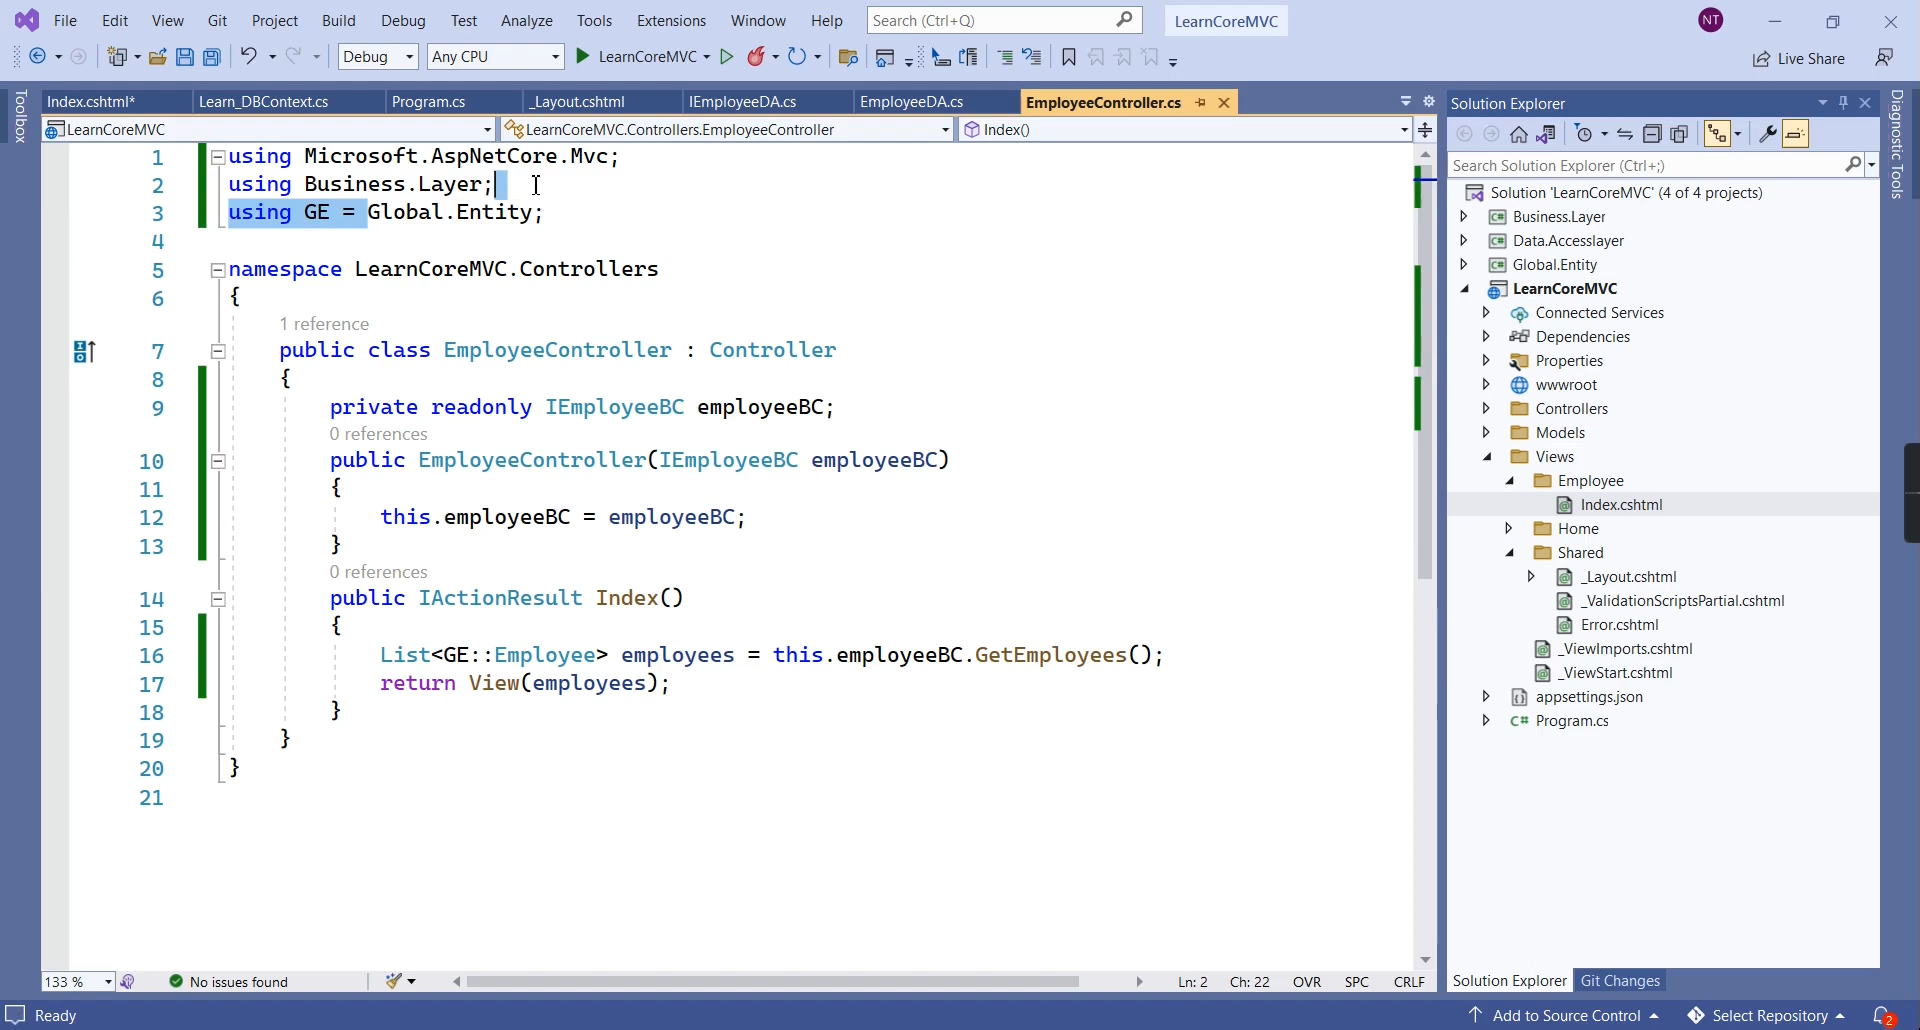 File Edit View Git Project Build Debug Test Analyze Tools Extensions Window Help Search (Ctrl+Q) LearnCoreMVC NT
Debug Any CPU LearnCoreMVC Live Share
Toolbox
Index.cshtml* Learn_DBContext.cs Program.cs _Layout.cshtml IEmployeeDA.cs EmployeeDA.cs EmployeeController.cs
LearnCoreMVC LearnCoreMVC.Controllers.EmployeeController Index()
1 using Microsoft.AspNetCore.Mvc;
2 using Business.Layer;
3 using GE = Global.Entity;
4
5 namespace LearnCoreMVC.Controllers
6 {
1 reference
7 public class EmployeeController : Controller
8 {
9 private readonly IEmployeeBC employeeBC;
0 references
10 public EmployeeController(IEmployeeBC employeeBC)
11 {
12 this.employeeBC = employeeBC;
13 }
0 references
14 public IActionResult Index()
15 {
16 List<GE::Employee> employees = this.employeeBC.GetEmployees();
17 return View(employees);
18 }
19 }
20 }
21
133 % No issues found Ln: 2 Ch: 22 OVR SPC CRLF
Solution Explorer
Search Solution Explorer (Ctrl+;)
Solution 'LearnCoreMVC' (4 of 4 projects)
C# Business.Layer
C# Data.Accesslayer
C# Global.Entity
LearnCoreMVC
Connected Services
Dependencies
Properties
wwwroot
Controllers
Models
Views
Employee
Index.cshtml
Home
Shared
_Layout.cshtml
_ValidationScriptsPartial.cshtml
Error.cshtml
_ViewImports.cshtml
_ViewStart.cshtml
appsettings.json
C# Program.cs
Solution Explorer Git Changes
Diagnostic Tools
Ready Add to Source Control Select Repository 2